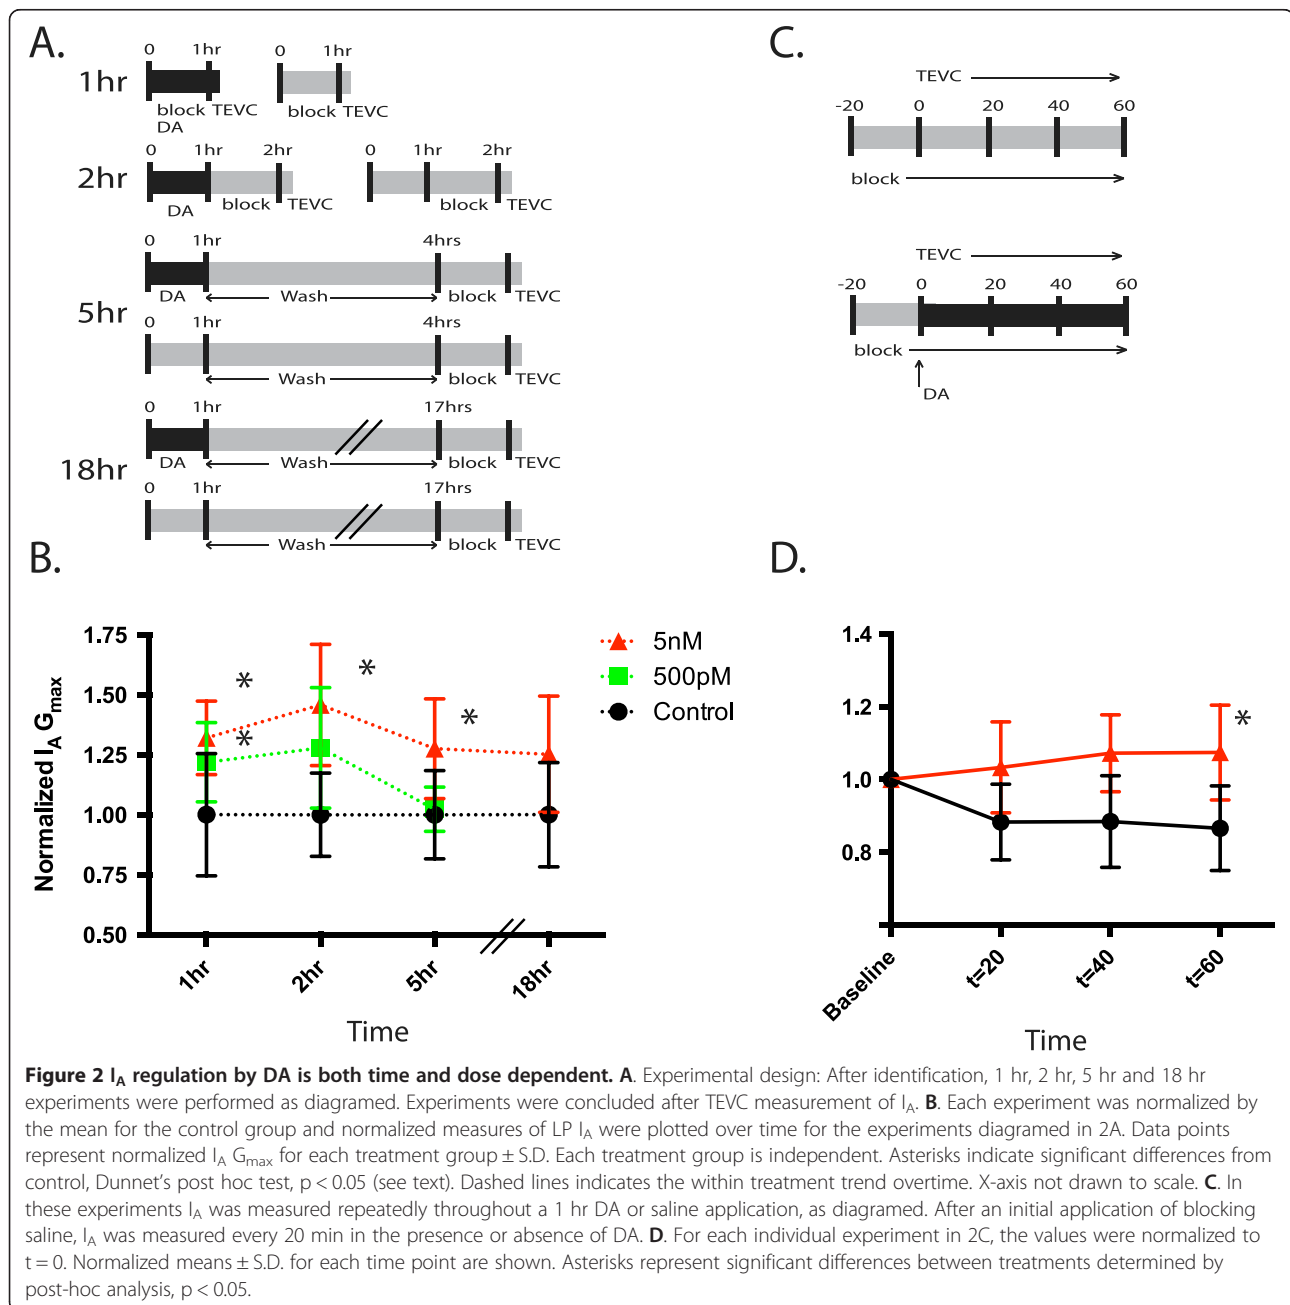 A.
1hr
0 1hr
block TEVC
DA
0 1hr
block TEVC
2hr
0 1hr 2hr
DA block TEVC
0 1hr 2hr
block TEVC
5hr
0 1hr 4hrs
DA Wash block TEVC
0 1hr 4hrs
Wash block TEVC
18hr
0 1hr 17hrs
DA Wash block TEVC
0 1hr 17hrs
Wash block TEVC
C.
TEVC
-20 0 20 40 60
block
TEVC
-20 0 20 40 60
block
DA
B.
Normalized I_A G_max
1.75
1.50
1.25
1.00
0.75
0.50
* * * *
1hr 2hr 5hr 18hr
Time
5nM
500pM
Control
D.
1.4
1.2
1.0
0.8
*
Baseline t=20 t=40 t=60
Time
Figure 2 I_A regulation by DA is both time and dose dependent. A. Experimental design: After identification, 1 hr, 2 hr, 5 hr and 18 hr
experiments were performed as diagramed. Experiments were concluded after TEVC measurement of I_A. B. Each experiment was normalized by
the mean for the control group and normalized measures of LP I_A were plotted over time for the experiments diagramed in 2A. Data points
represent normalized I_A G_max for each treatment group ± S.D. Each treatment group is independent. Asterisks indicate significant differences from
control, Dunnet's post hoc test, p < 0.05 (see text). Dashed lines indicates the within treatment trend overtime. X-axis not drawn to scale. C. In
these experiments I_A was measured repeatedly throughout a 1 hr DA or saline application, as diagramed. After an initial application of blocking
saline, I_A was measured every 20 min in the presence or absence of DA. D. For each individual experiment in 2C, the values were normalized to
t = 0. Normalized means ± S.D. for each time point are shown. Asterisks represent significant differences between treatments determined by
post-hoc analysis, p < 0.05.